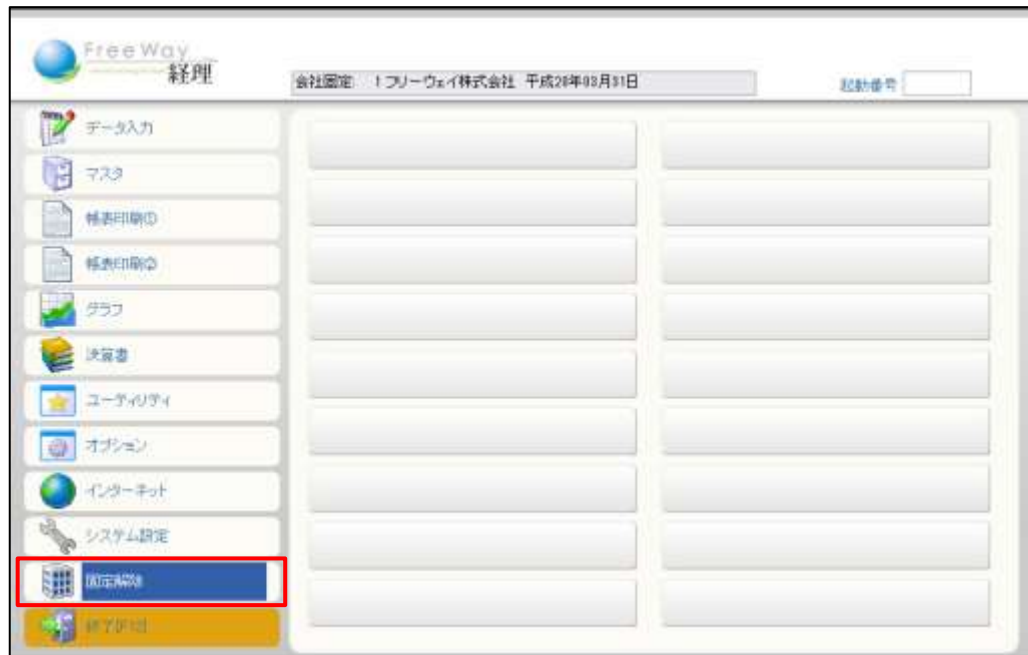 FreeWay
経理
会社固定 1 フリーウェイ株式会社 平成28年03月31日
起動番号
データ入力
マスタ
帳表印刷①
帳表印刷②
グラフ
決算書
ユーティリティ
オプション
インターネット
システム設定
固定解除